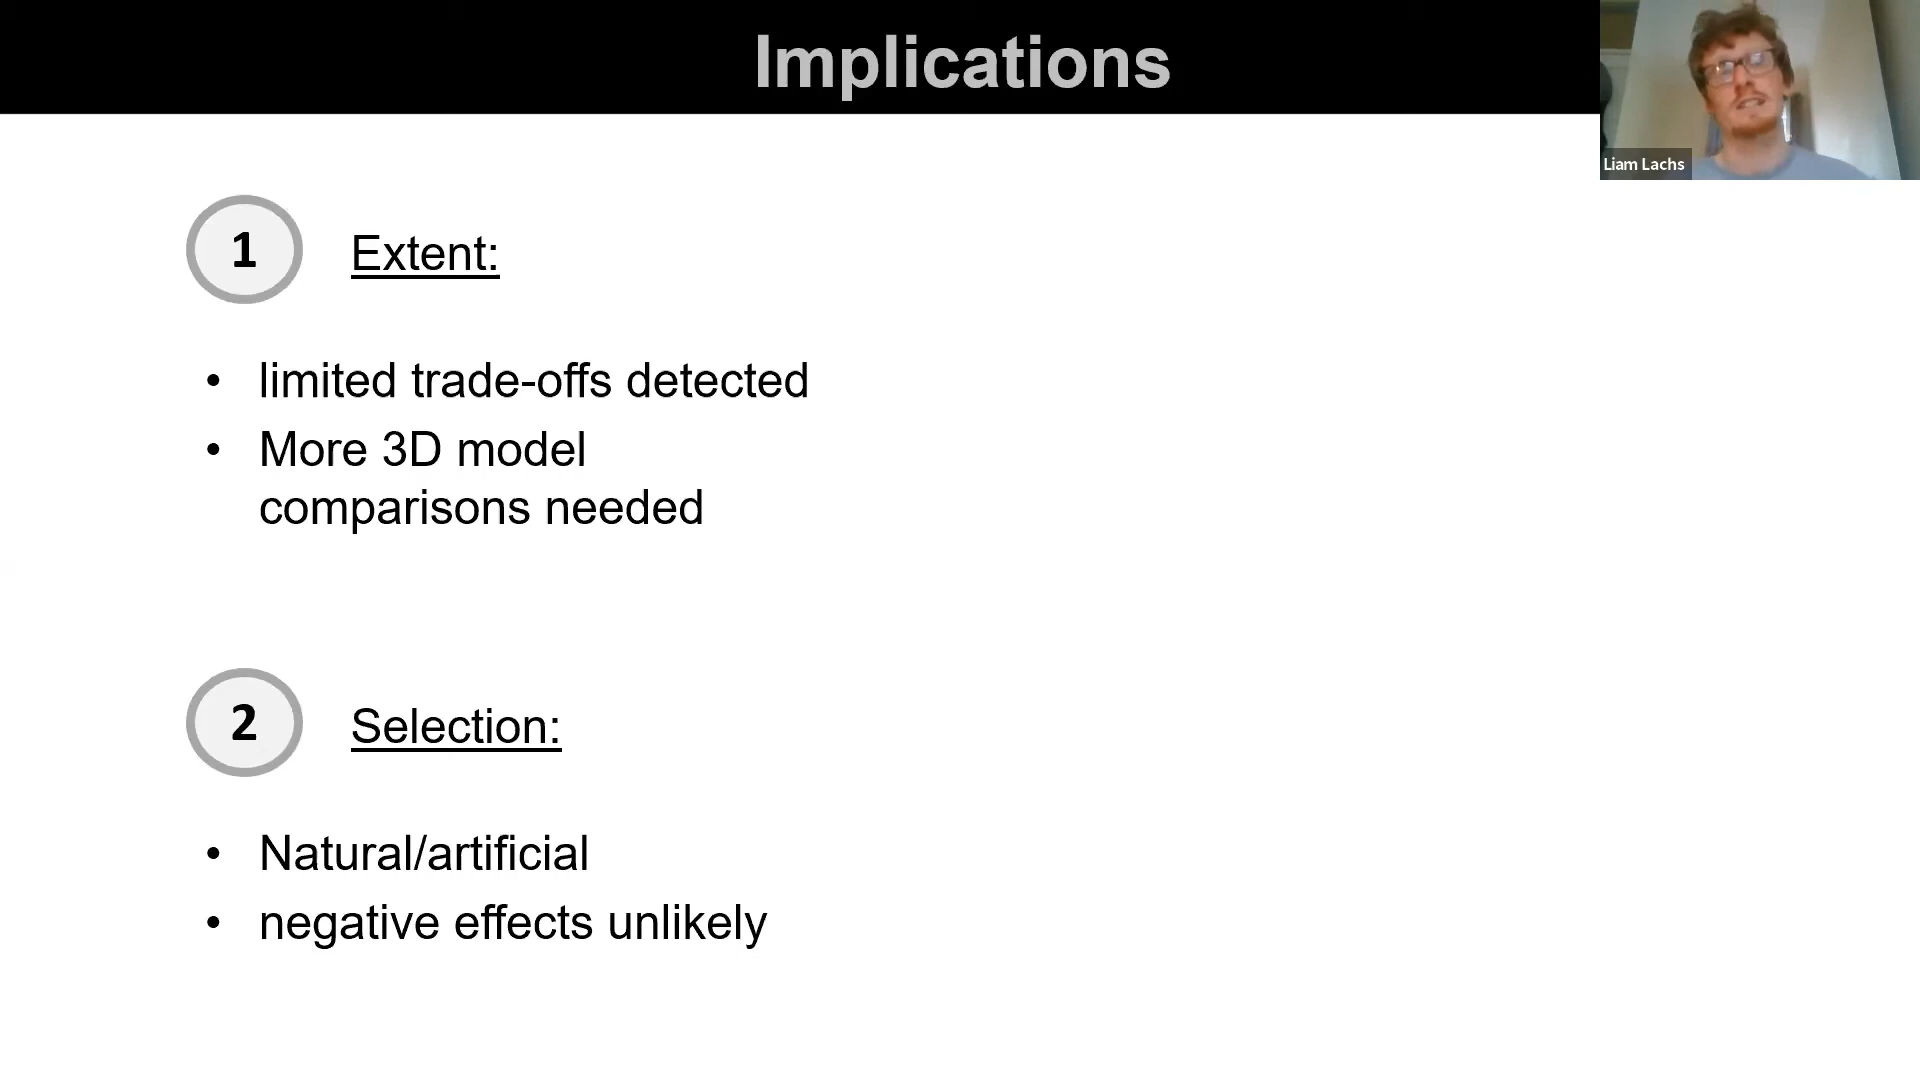 Implications
Liam Lachs
1 Extent:
• limited trade-offs detected
• More 3D model
comparisons needed
2 Selection:
• Natural/artificial
• negative effects unlikely